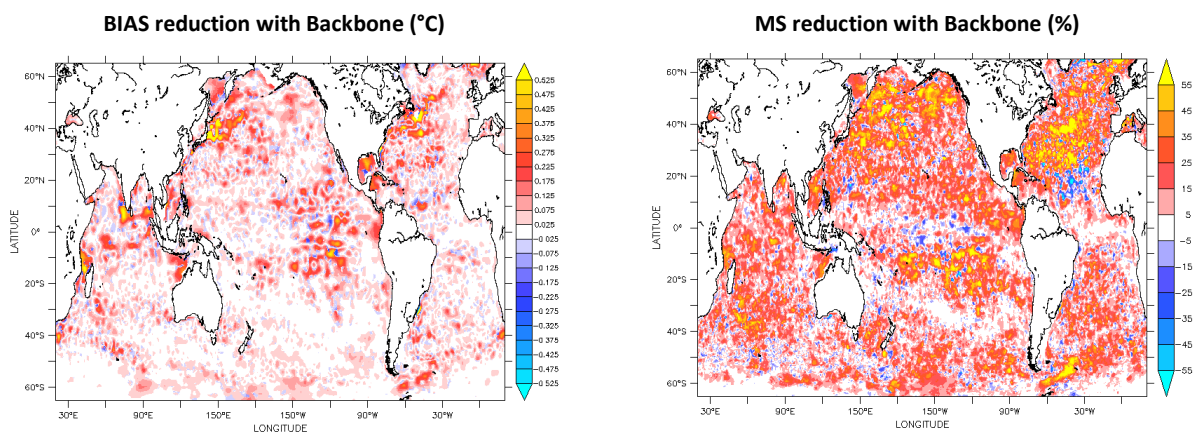 BIAS reduction with Backbone (°C)
60°N
40°N
20°N
0°
20°S
40°S
60°S
LATITUDE
30°E
90°E
150°E
150°W
90°W
30°W
LONGITUDE
0.525
0.475
0.425
0.375
0.325
0.275
0.225
0.175
0.125
0.075
0.025
-0.025
-0.075
-0.125
-0.175
-0.225
-0.275
-0.325
-0.375
-0.425
-0.475
-0.525
MS reduction with Backbone (%)
60°N
40°N
20°N
0°
20°S
40°S
60°S
LATITUDE
30°E
90°E
150°E
150°W
90°W
30°W
LONGITUDE
55
45
35
25
15
5
-5
-15
-25
-35
-45
-55